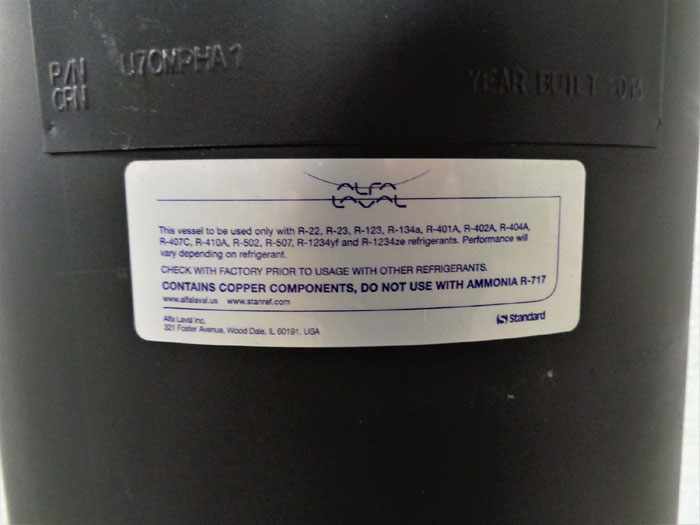 P/N U70MPHA1
CRN YEAR BUILT
ALFA
LAVAL
This vessel to be used only with R-22, R-23, R-123, R-134a, R-401A, R-402A, R-404A,
R-407C, R-410A, R-502, R-507, R-1234yf and R-1234ze refrigerants. Performance will
vary depending on refrigerant.
CHECK WITH FACTORY PRIOR TO USAGE WITH OTHER REFRIGERANTS.
CONTAINS COPPER COMPONENTS, DO NOT USE WITH AMMONIA R-717
www.alfalaval.us www.stanref.com
Alfa Laval Inc.
321 Foster Avenue, Wood Dale, IL 60191, USA
Standard